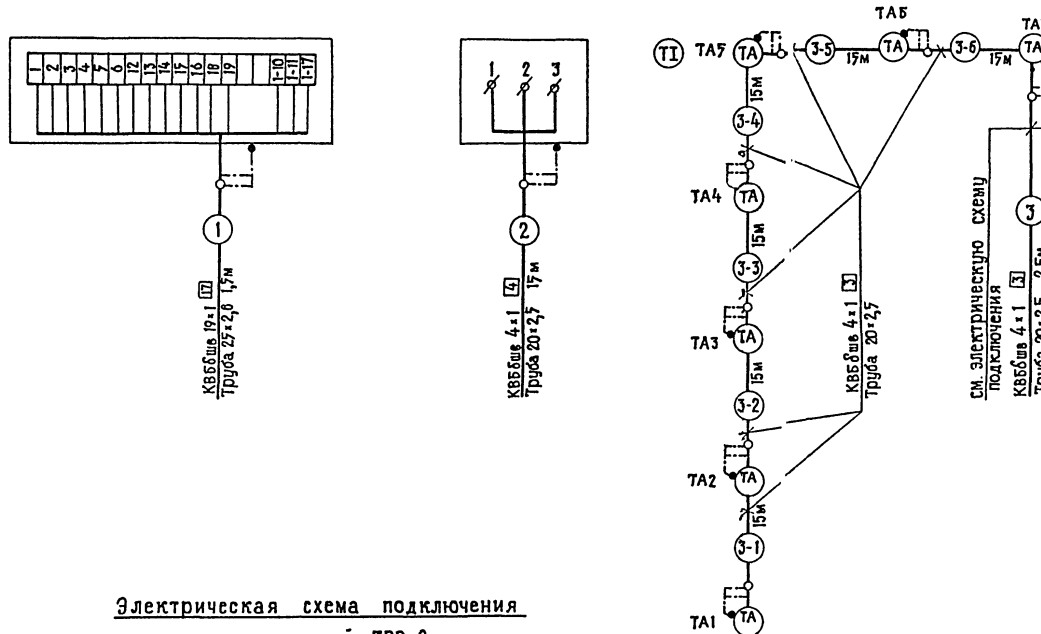 1 2 3 4 5 6 12 13 14 15 16 18 19 1-10 1-11 1-17
1
КВБбшв 19×1 17
Труба 25×2,8 1,5м
1 2 3
2
КВБбшв 4×1 4
Труба 20×2,5 15м
TI
ТА5 ТА
3-5
15м
ТА6
ТА
3-6
15м
ТА
15м
3-4
ТА4 ТА
15м
3-3
ТА3 ТА
15м
3-2
ТА2 ТА
15м
3-1
ТА1 ТА
КВБбшв 4×1 3
Труба 20×2,5
См. электрическую схему
подключения
3
КВБбшв 4×1 3
Электрическая схема подключения